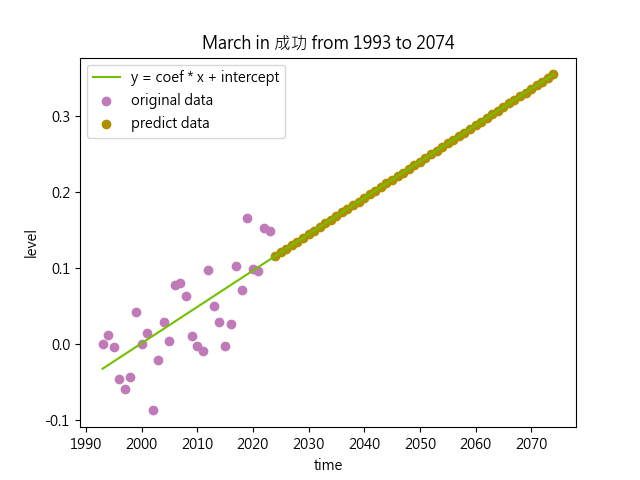 March in 成功 from 1993 to 2074
y = coef * x + intercept
original data
predict data
0.3
0.2
0.1
0.0
-0.1
level
1990
2000
2010
2020
2030
2040
2050
2060
2070
time